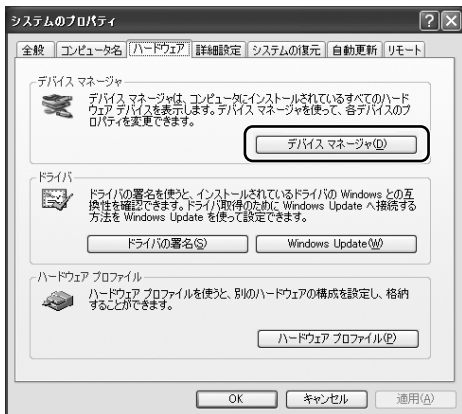 システムのプロパティ
全般 コンピュータ名 ハードウェア 詳細設定 システムの復元 自動更新 リモート
デバイス マネージャ
デバイス マネージャは、コンピュータにインストールされているすべてのハード
ウェア デバイスを表示します。デバイス マネージャを使って、各デバイスのプ
ロパティを変更できます。
デバイス マネージャ(D)
ドライバ
ドライバの署名を使うと、インストールされているドライバの Windows との互
換性を確認できます。ドライバ取得のために Windows Update へ接続する
方法を Windows Update を使って設定できます。
ドライバの署名(S) Windows Update(W)
ハードウェア プロファイル
ハードウェア プロファイルを使うと、別のハードウェアの構成を設定し、格納
することができます。
ハードウェア プロファイル(P)
OK キャンセル 適用(A)